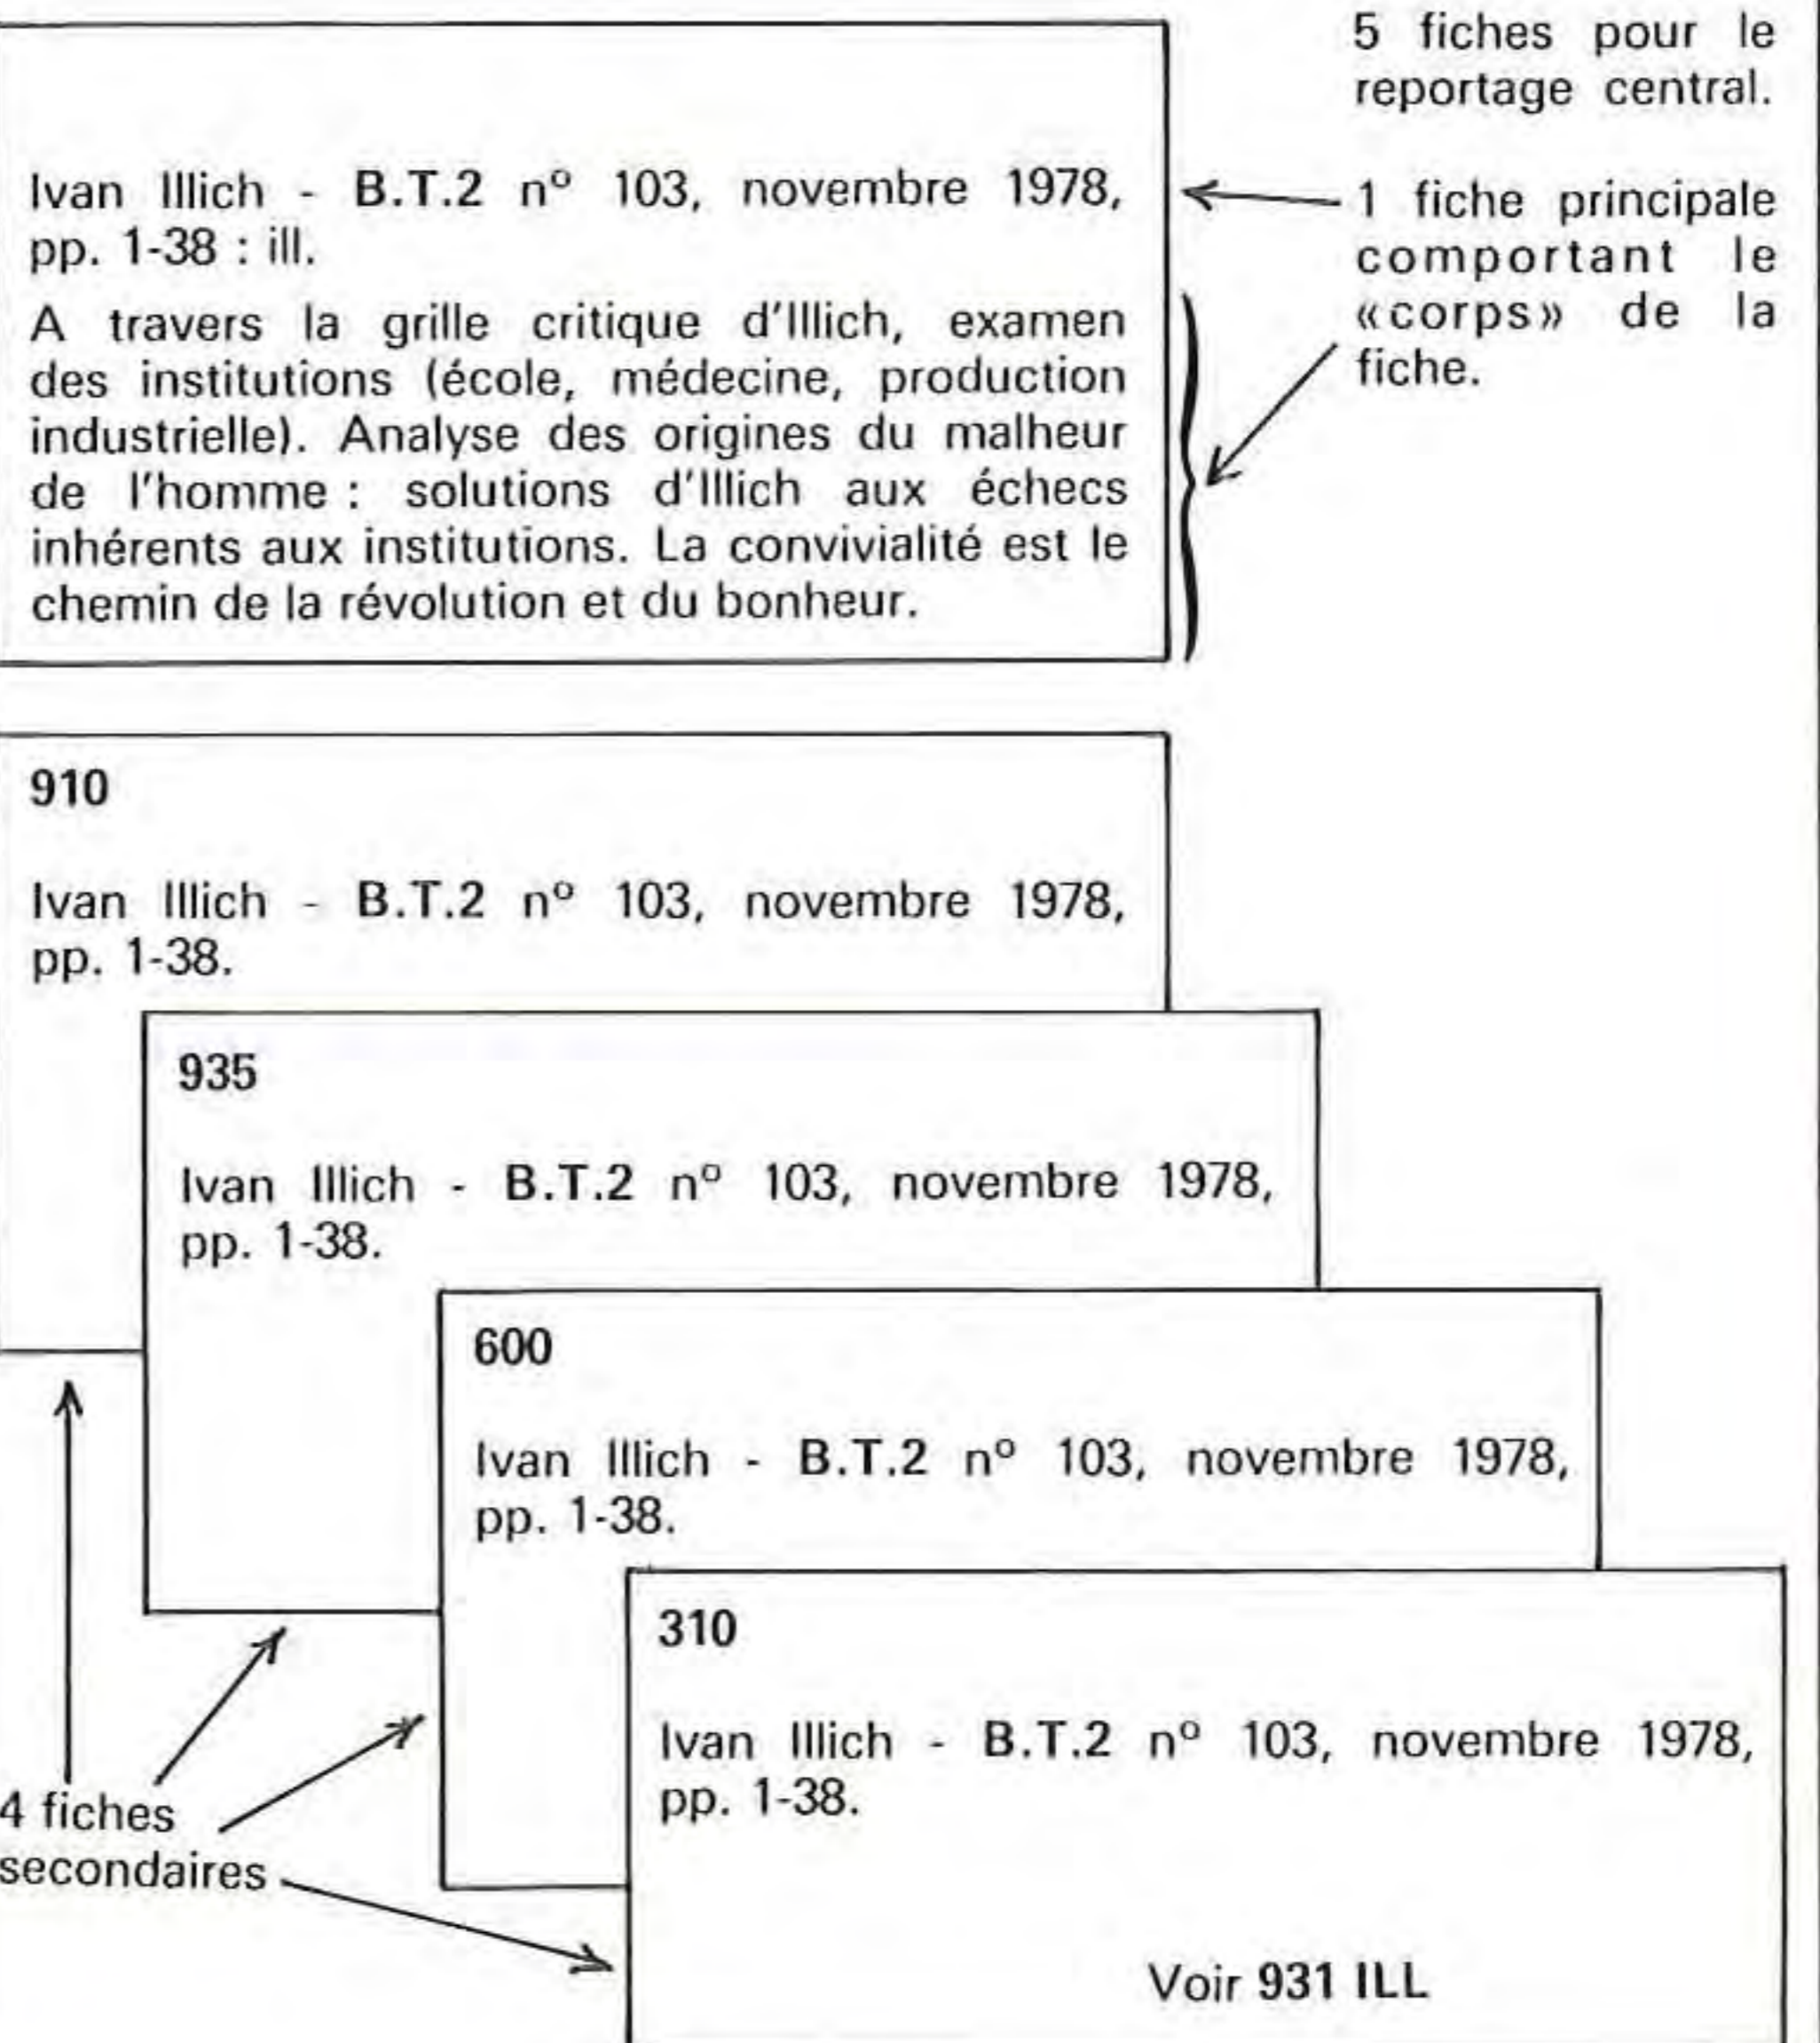 5 fiches pour le
reportage central.
Ivan Illich - B.T.2 nº 103, novembre 1978,
pp. 1-38 : ill.
A travers la grille critique d'Illich, examen
des institutions (école, médecine, production
industrielle). Analyse des origines du malheur
de l'homme : solutions d'Illich aux échecs
inhérents aux institutions. La convivialité est le
chemin de la révolution et du bonheur.
1 fiche principale
comportant le
«corps» de la
fiche.
910
Ivan Illich - B.T.2 nº 103, novembre 1978,
pp. 1-38.
935
Ivan Illich - B.T.2 nº 103, novembre 1978,
pp. 1-38.
600
Ivan Illich - B.T.2 nº 103, novembre 1978,
pp. 1-38.
310
Ivan Illich - B.T.2 nº 103, novembre 1978,
pp. 1-38.
Voir 931 ILL
4 fiches
secondaires